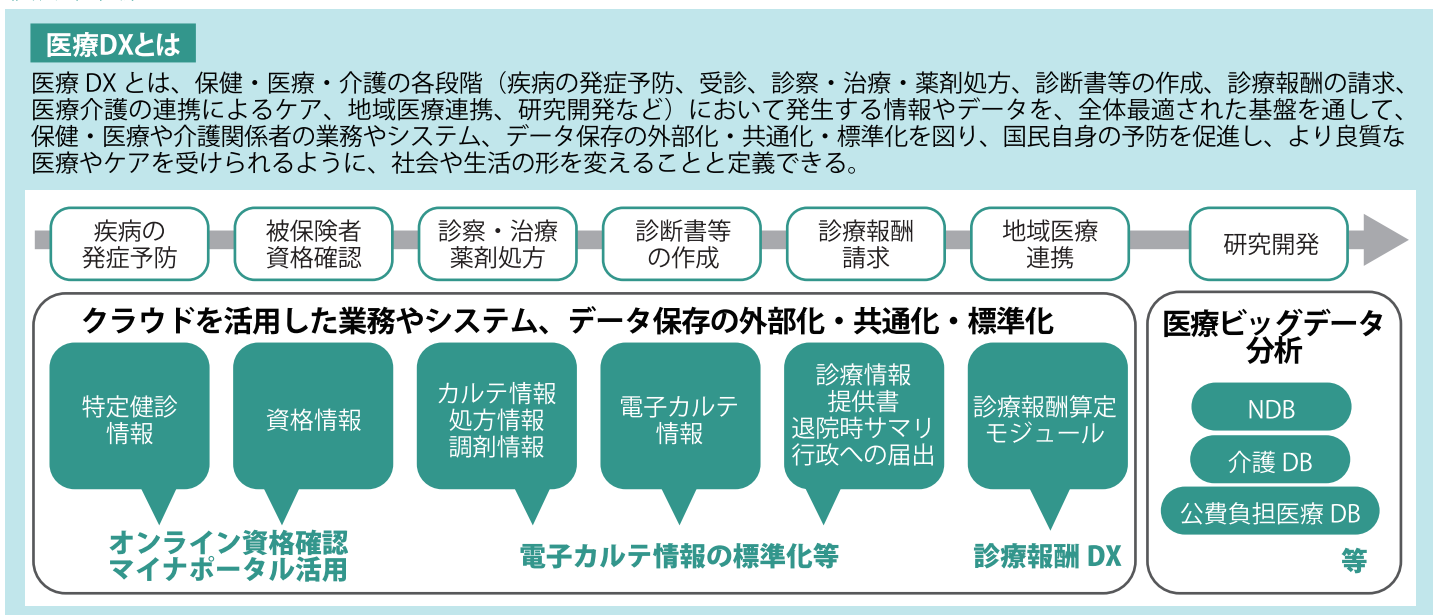 医療DXとは
医療 DX とは、保健・医療・介護の各段階（疾病の発症予防、受診、診察・治療・薬剤処方、診断書等の作成、診療報酬の請求、
医療介護の連携によるケア、地域医療連携、研究開発など）において発生する情報やデータを、全体最適された基盤を通して、
保健・医療や介護関係者の業務やシステム、データ保存の外部化・共通化・標準化を図り、国民自身の予防を促進し、より良質な
医療やケアを受けられるように、社会や生活の形を変えることと定義できる。
疾病の
発症予防
被保険者
資格確認
診察・治療
薬剤処方
診断書等
の作成
診療報酬
請求
地域医療
連携
研究開発
クラウドを活用した業務やシステム、データ保存の外部化・共通化・標準化
特定健診
情報
資格情報
カルテ情報
処方情報
調剤情報
電子カルテ
情報
診療情報
提供書
退院時サマリ
行政への届出
診療報酬算定
モジュール
オンライン資格確認
マイナポータル活用
電子カルテ情報の標準化等
診療報酬 DX
医療ビッグデータ
分析
NDB
介護 DB
公費負担医療 DB
等